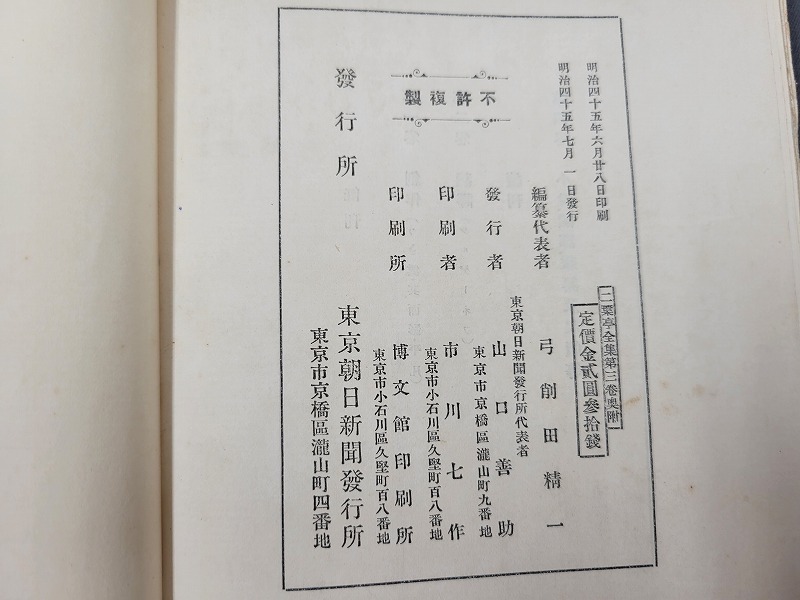 明治四十五年六月廿八日印刷
明治四十五年七月一日發行
二葉亭全集第三卷奥附
定價金貳圓參拾錢
不許複製
編纂代表者 弓削田精一
東京朝日新聞發行所代表者
發行者 山口善助
東京市京橋區瀧山町九番地
印刷者 市川七作
東京市小石川區久堅町百八番地
印刷所 博文館印刷所
東京市小石川區久堅町百八番地
發行所 東京朝日新聞發行所
東京市京橋區瀧山町四番地